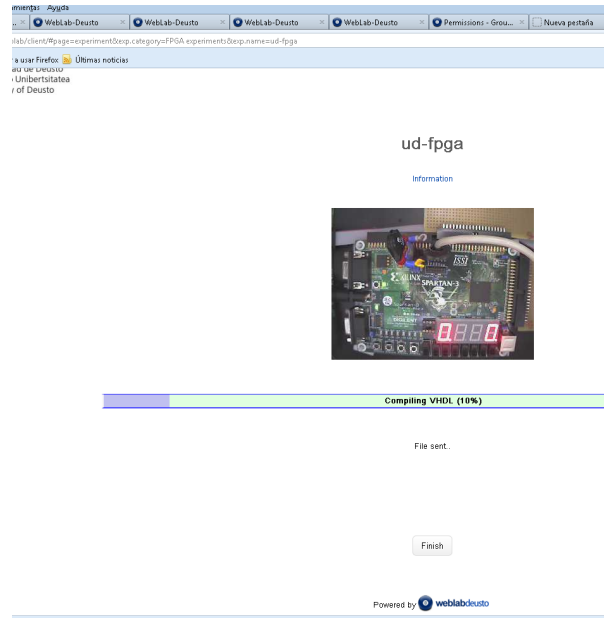 Ayuda
WebLab-Deusto × WebLab-Deusto × WebLab-Deusto × WebLab-Deusto × Permissions - Grou... × Nueva pestaña
lab/client/#page=experiment&exp.category=FPGA experiments&exp.name=ud-fpga
a usar Firefox Últimas noticias
ad de Deusto
Unibertsitatea
of Deusto
ud-fpga
Information
ISSI
XILINX
SPARTAN-3
DIGILENT
Compiling VHDL (10%)
File sent..
Finish
Powered by weblabdeusto